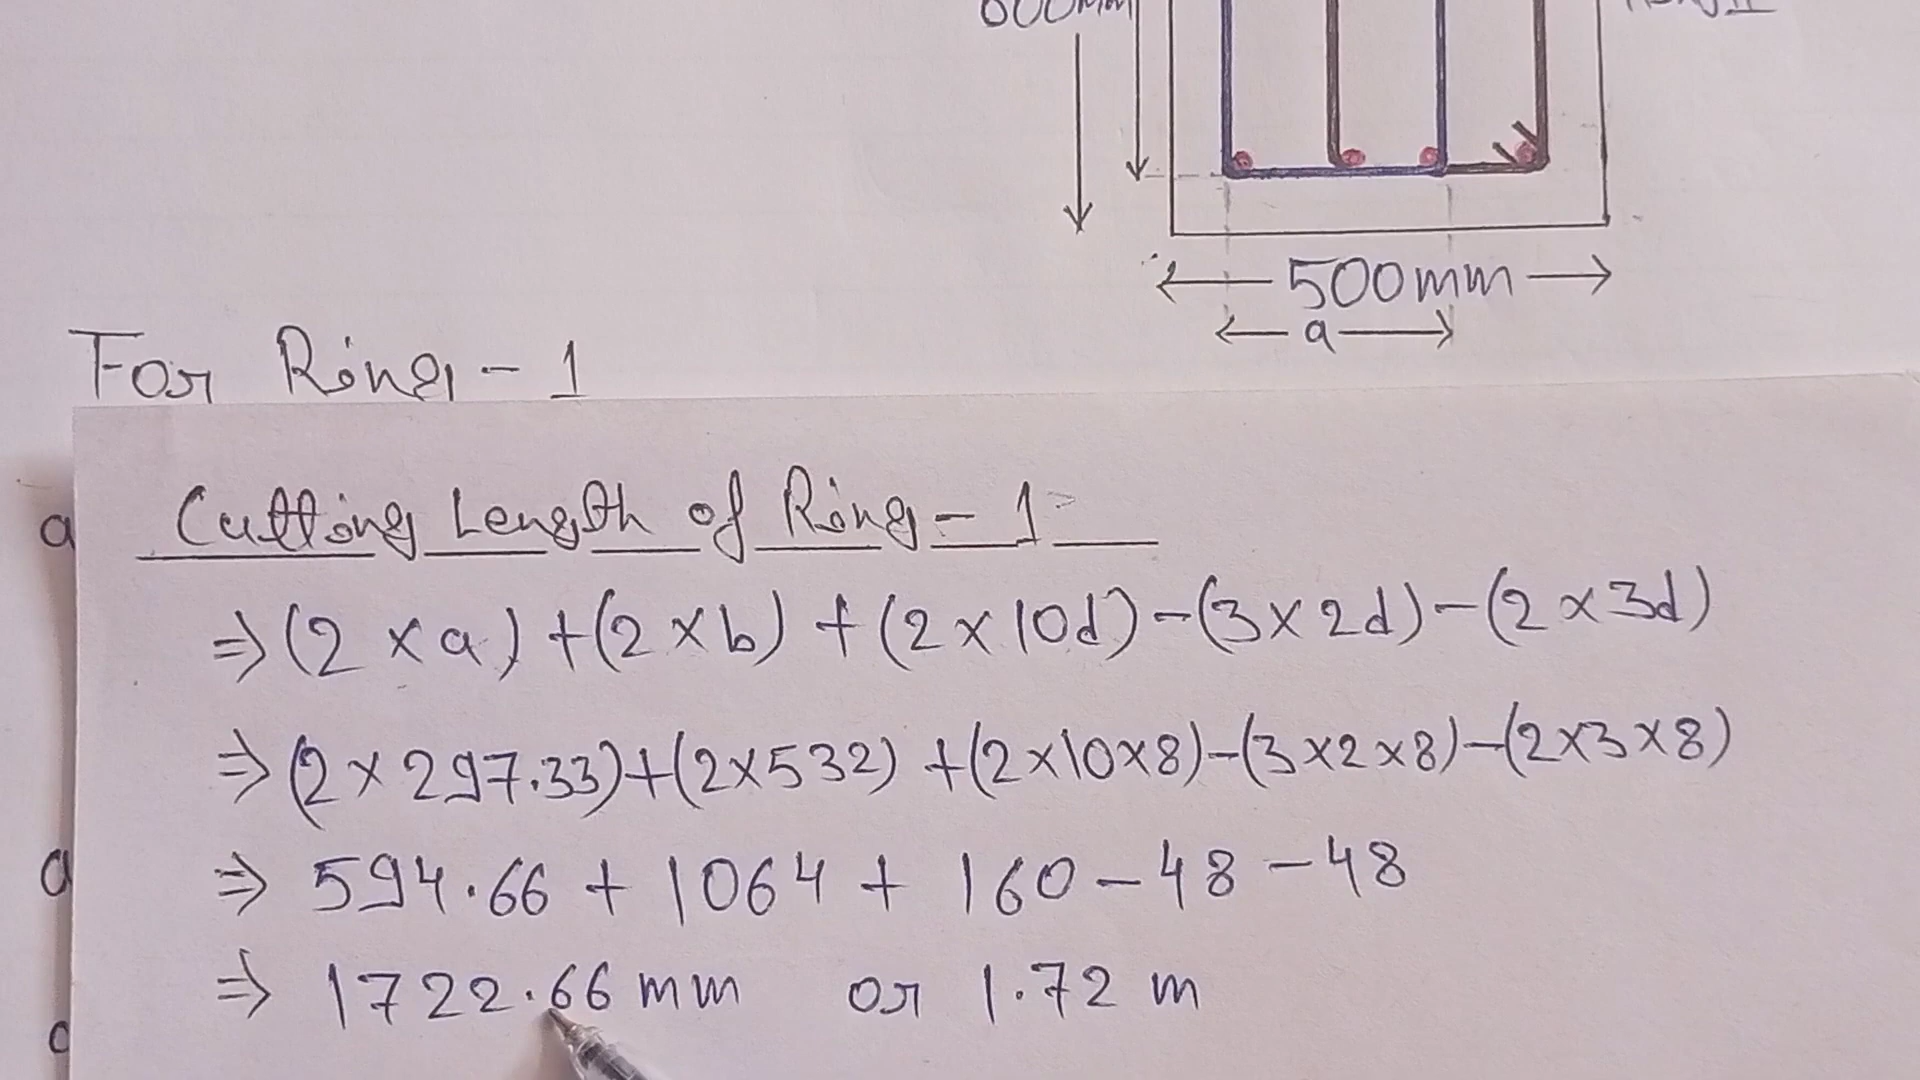 600mm
500mm
a
For Ring - 1
a
Cutting Length of Ring - 1
⇒ (2 × a) + (2 × b) + (2 × 10d) - (3 × 2d) - (2 × 3d)
⇒ (2 × 297.33) + (2×532) + (2×10×8) - (3×2×8) - (2×3×8)
⇒ 594.66 + 1064 + 160 - 48 - 48
⇒ 1722.66 mm or 1.72 m